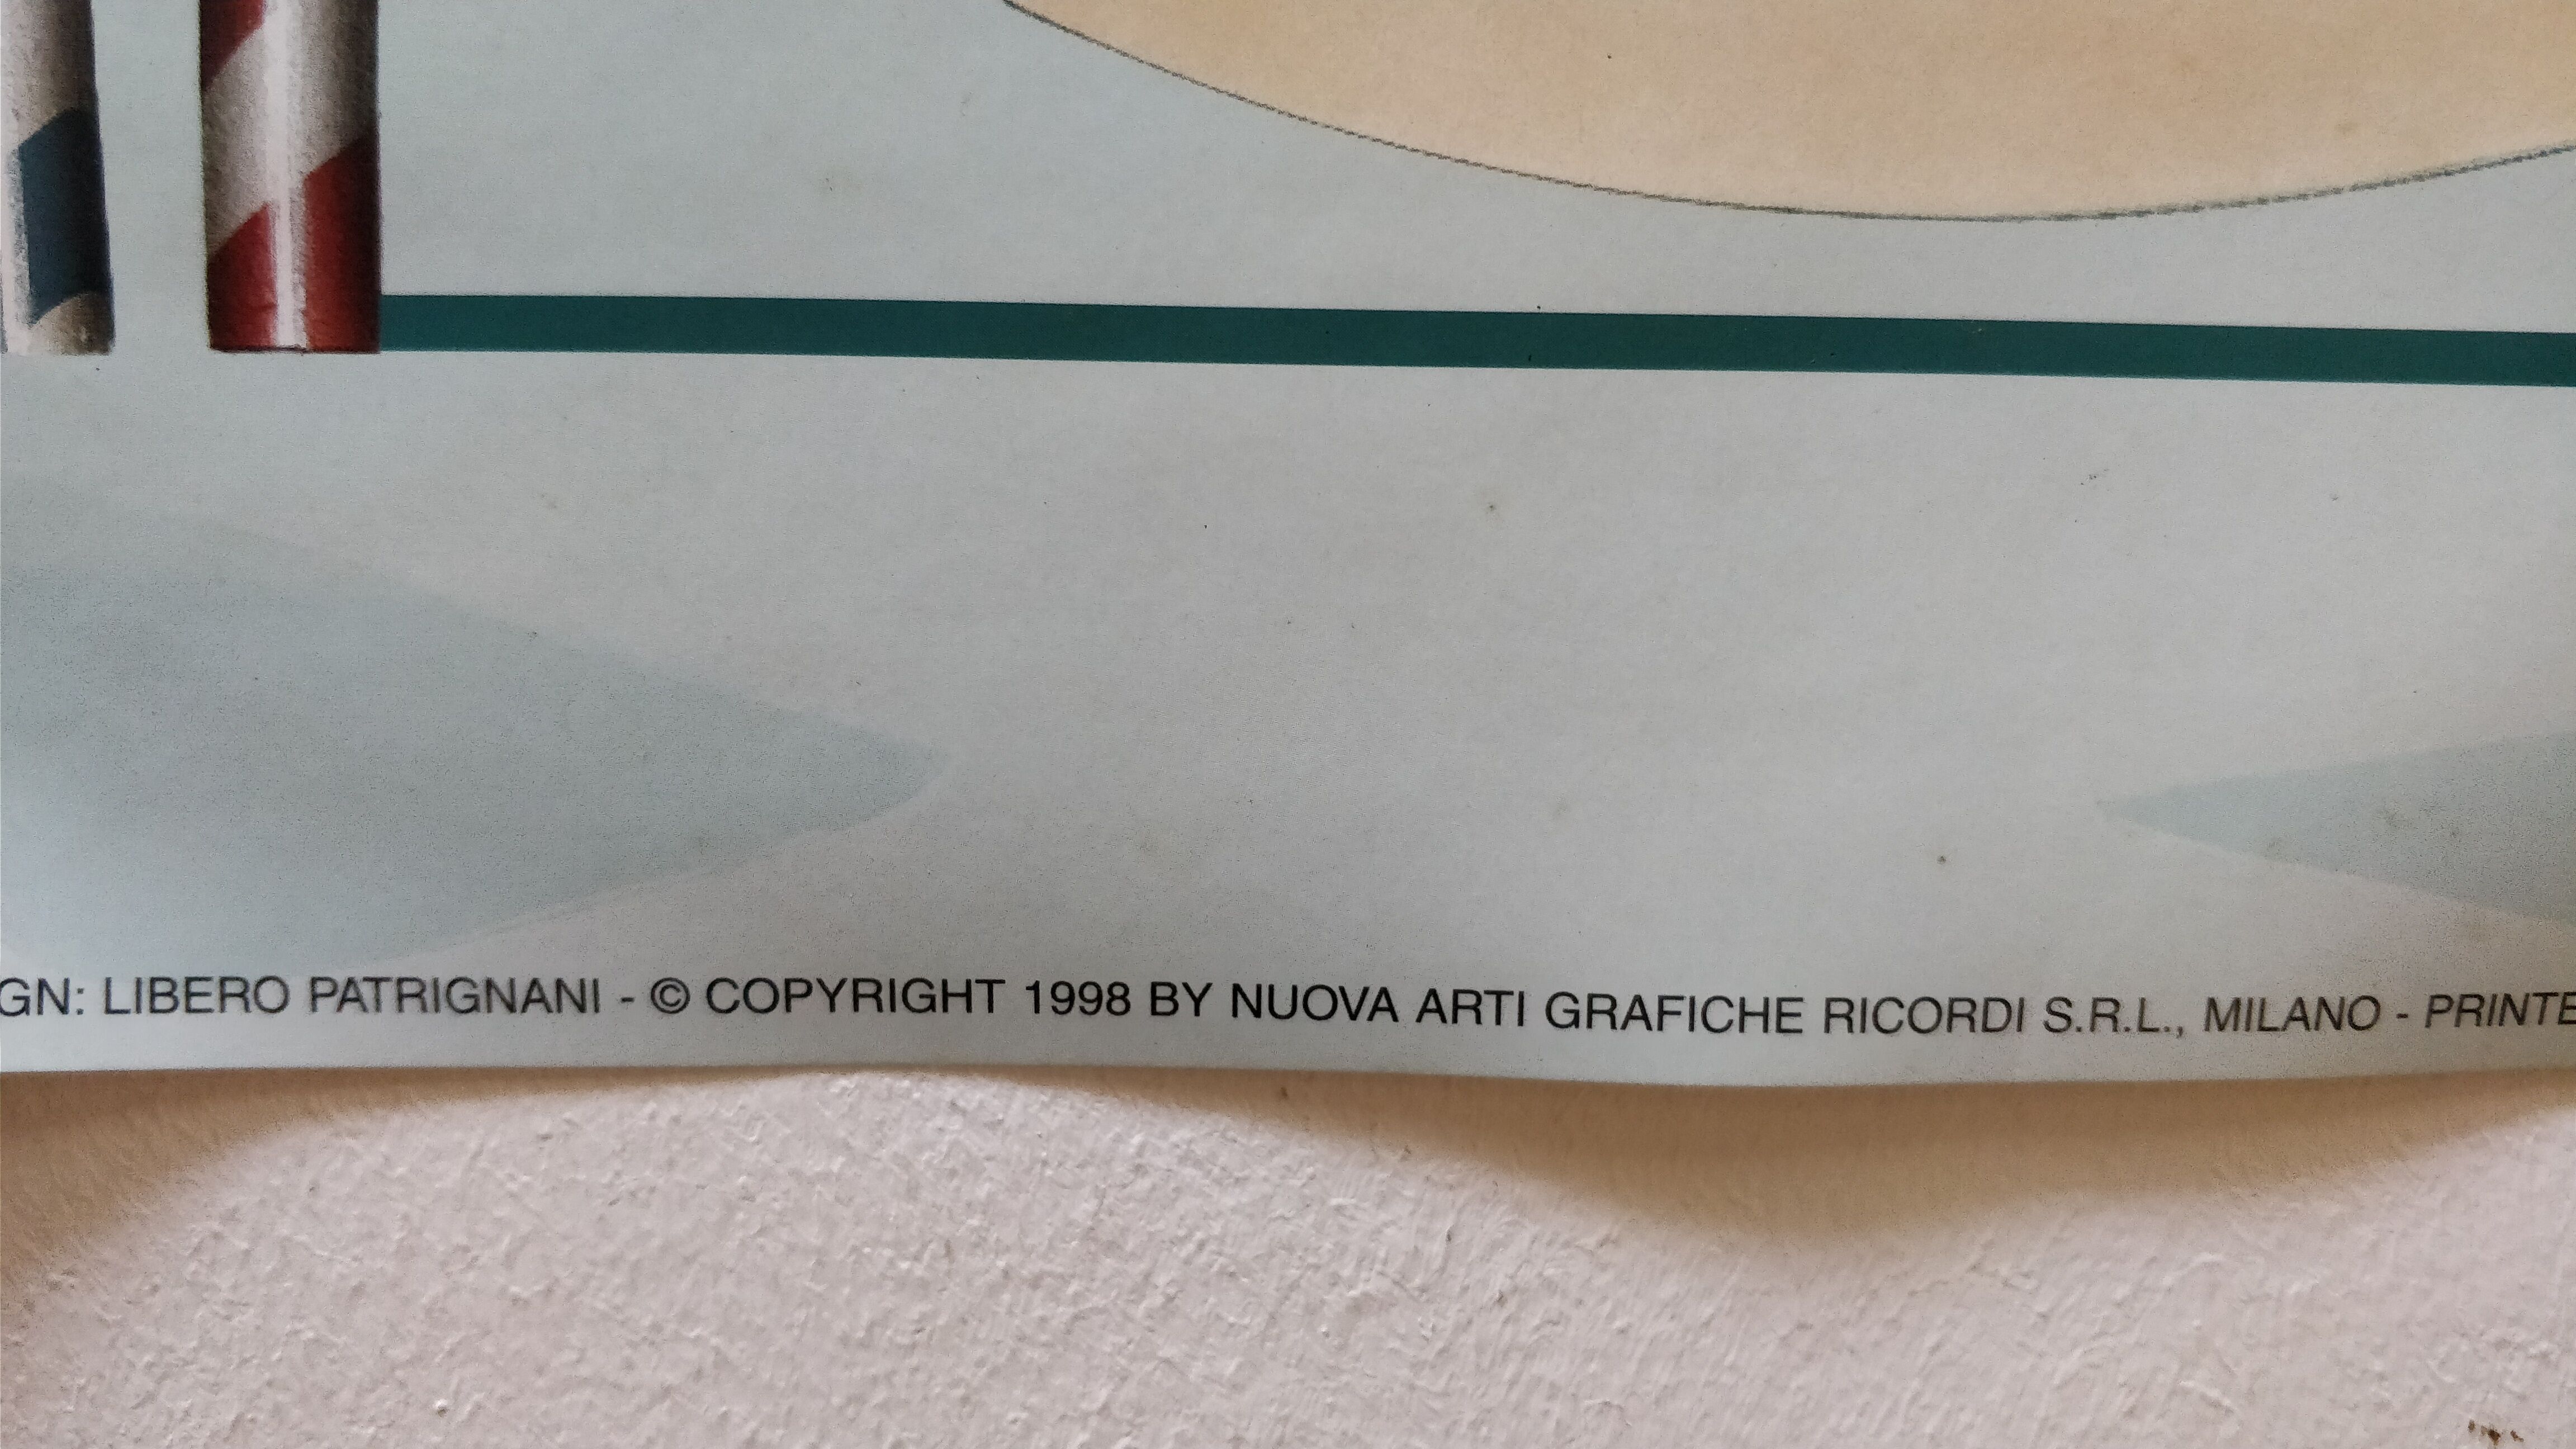 GN: LIBERO PATRIGNANI - © COPYRIGHT 1998 BY NUOVA ARTI GRAFICHE RICORDI S.R.L., MILANO - PRINTE